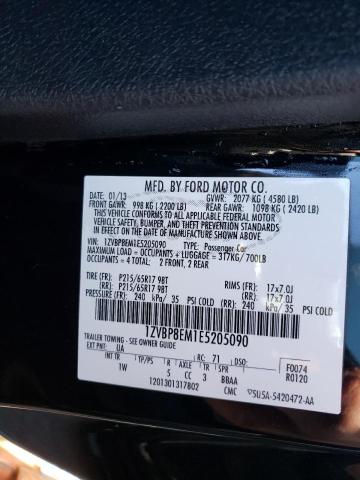 MFD. BY FORD MOTOR CO.
DATE: 01/13 GVWR: 2077 KG ( 4580 LB)
FRONT GAWR: 998 KG ( 2200 LB) REAR GAWR: 1098 KG ( 2420 LB)
THIS VEHICLE CONFORMS TO ALL APPLICABLE FEDERAL MOTOR
VEHICLE SAFETY, BUMPER, AND THEFT PREVENTION STANDARDS
IN EFFECT ON THE DATE OF MANUFACTURE SHOWN ABOVE.
VIN: 1ZVBP8EM1E5205090 TYPE: Passenger Car
MAXIMUM LOAD = OCCUPANTS + LUGGAGE = 317KG/ 700LB
OCCUPANTS = 4 TOTAL: 2 FRONT, 2 REAR
TIRE (FR): P215/65R17 98T RIM (FR): 17x7.0J
(RR): P215/65R17 98T (RR): 17x7.0J
PRESSURE (FR): 240 kPa/ 35 PSI COLD (RR): 240 kPa/ 35 PSI COLD
1ZVBP8EM1E5205090
TRAILER TOWING- SEE OWNER GUIDE
EXT PNT: UA RC: 71 DSO: F0074
INT TR TP/PS R AXLE TR SPR R0120
1W 5 CC 3 BBAA
1201301317B02 CMC 5U5A-5420472-AA